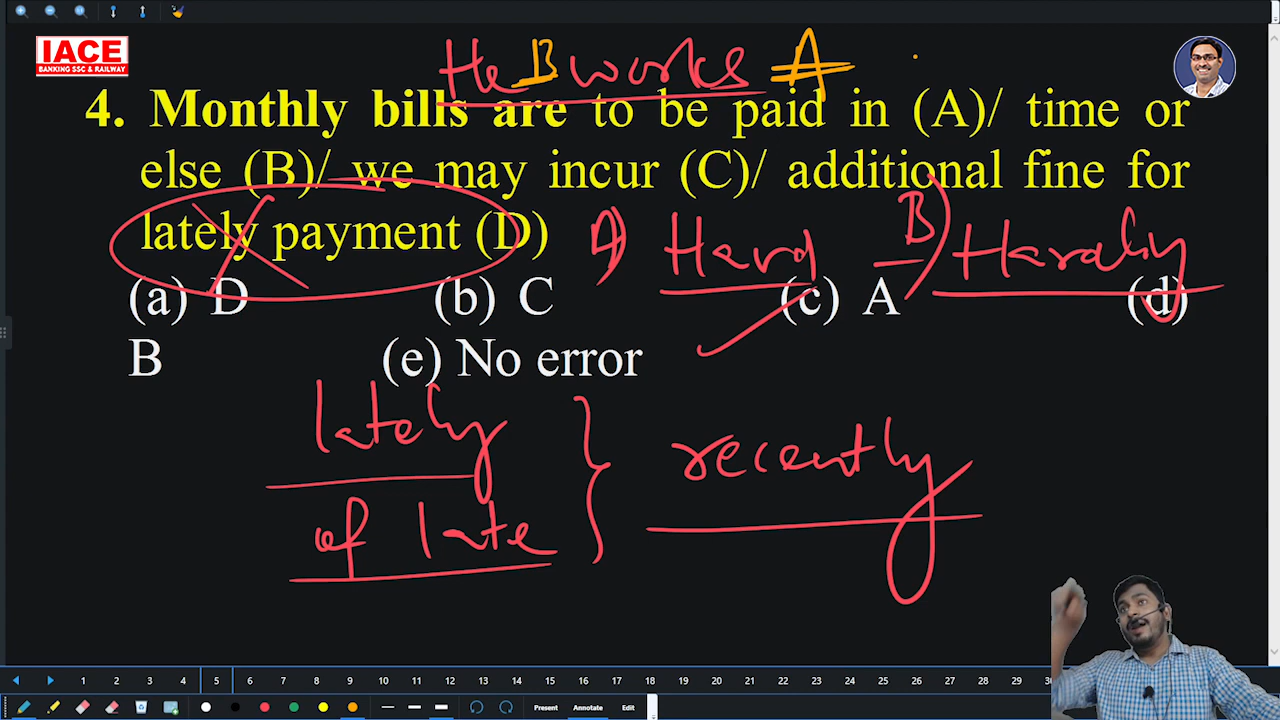 IACE
BANKING SSC & RAILWAY
He B works A
4. Monthly bills are to be paid in (A)/ time or
else (B)/ we may incur (C)/ additional fine for
lately payment (D)
A) Hard B) Hardly
(a) D (b) C (c) A (d)
B (e) No error
lately
of late
recently
1 2 3 4 5 6 7 8 9 10 11 12 13 14 15 16 17 18 19 20 21 22 23 24 25 26 27 28 29
Present Annotate Edit